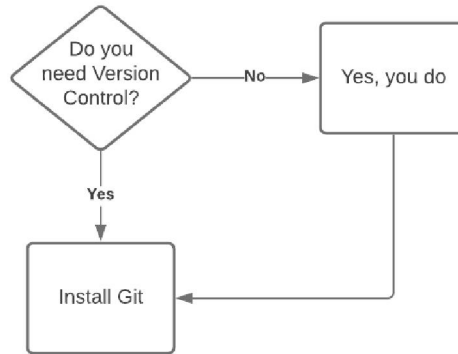 Do you
need Version
Control?
No
Yes, you do
Yes
Install Git